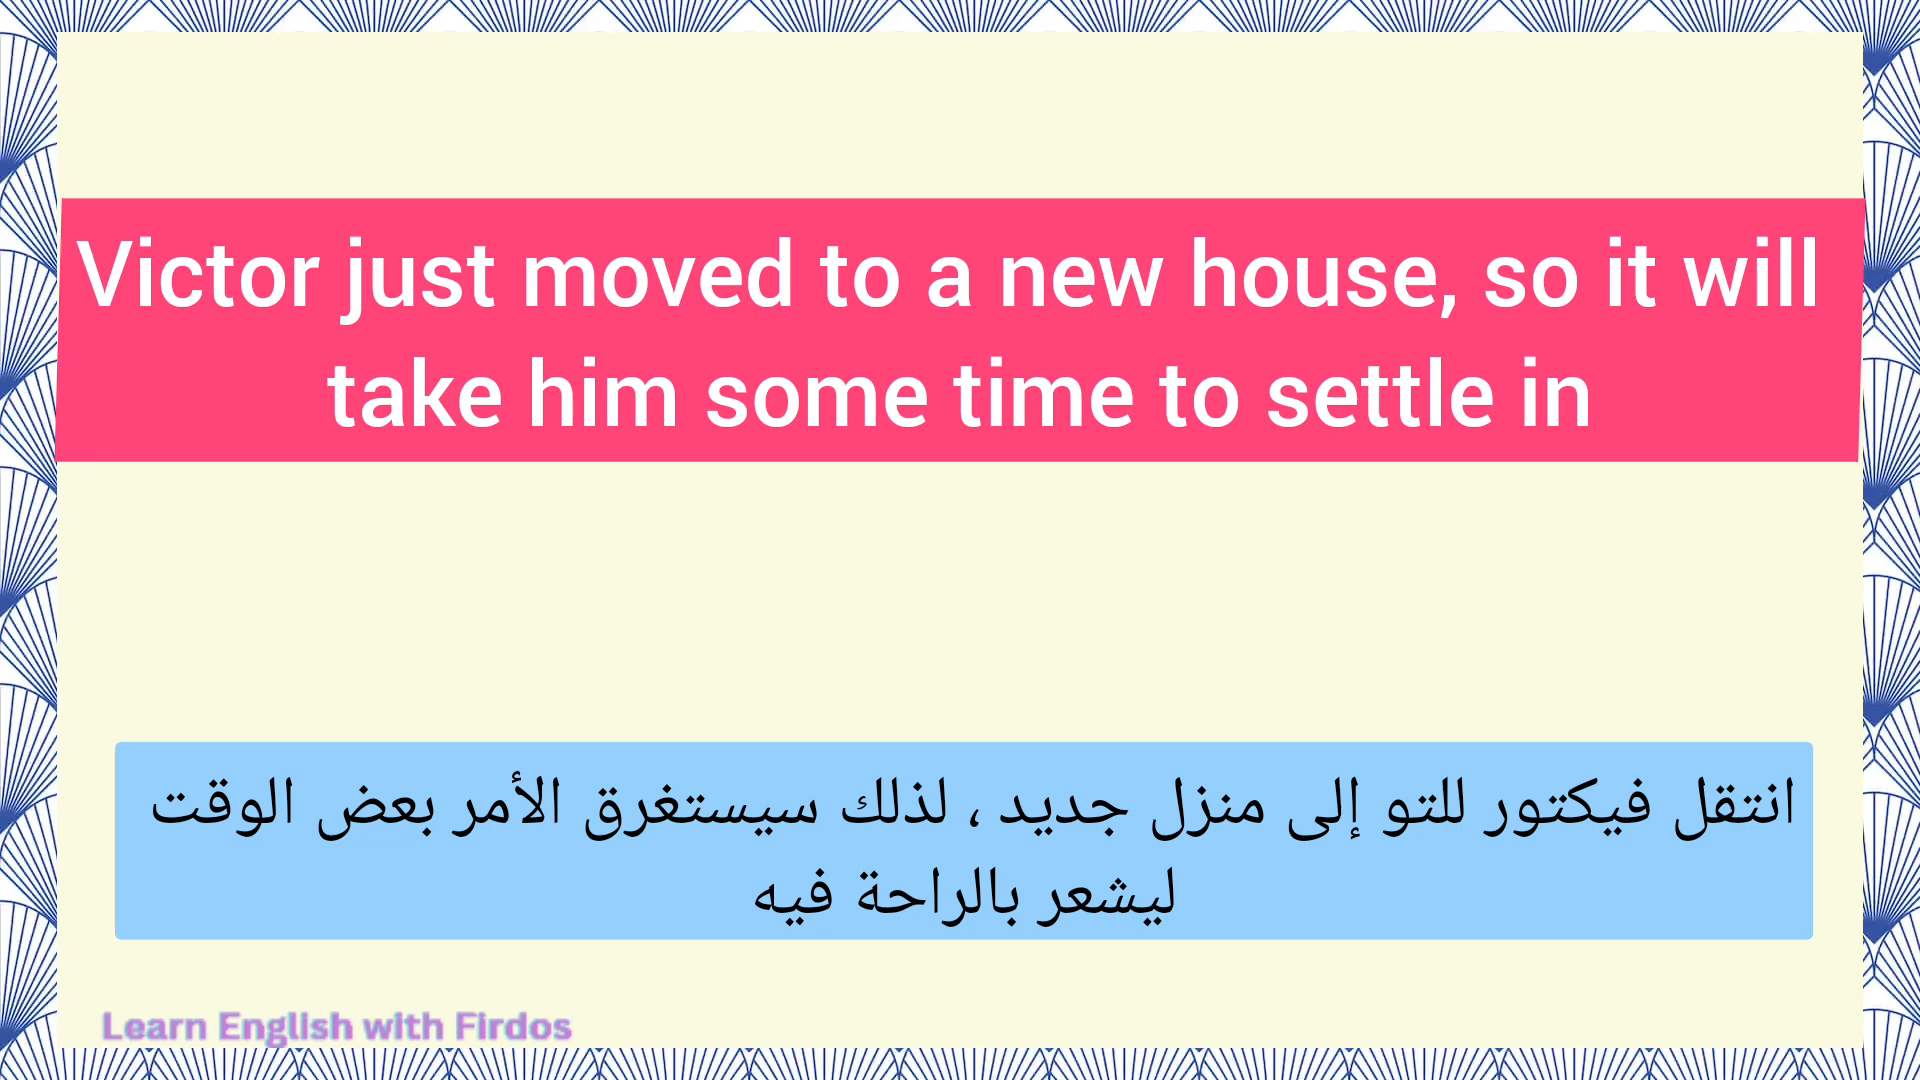 Victor just moved to a new house, so it will
take him some time to settle in
انتقل فيكتور للتو إلى منزل جديد ، لذلك سيستغرق الأمر بعض الوقت
ليشعر بالراحة فيه
Learn English with Firdos